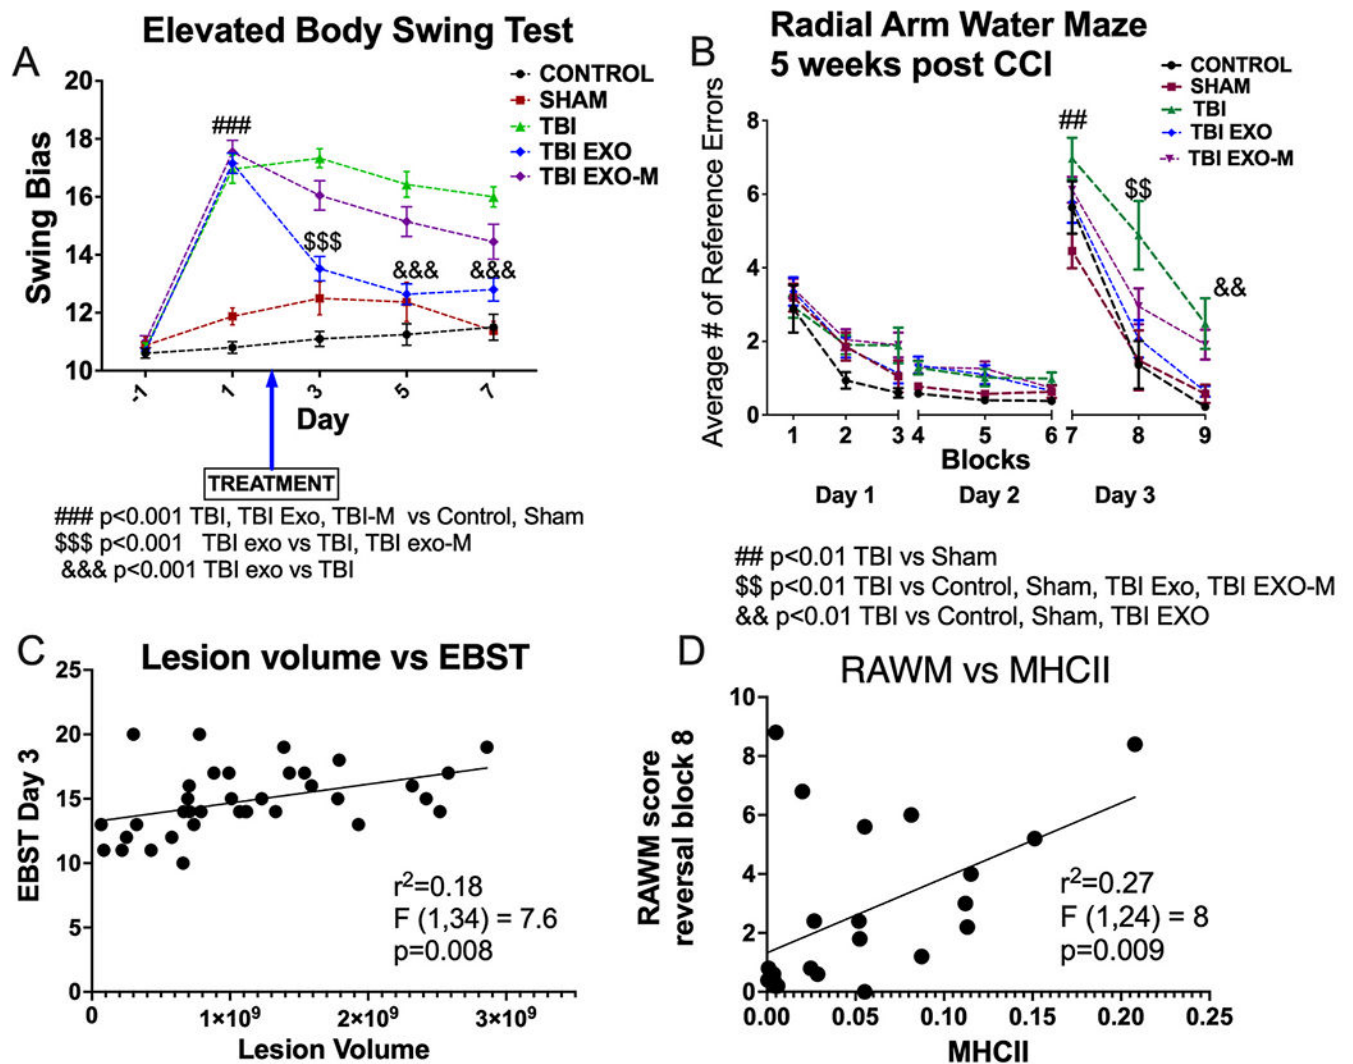 A
Elevated Body Swing Test
CONTROL
SHAM
TBI
TBI EXO
TBI EXO-M
Swing Bias
20
18
16
14
12
10
###
$$$
&&&
&&&
-1
1
3
5
7
Day
TREATMENT
### p<0.001 TBI, TBI Exo, TBI-M vs Control, Sham
$$$ p<0.001 TBI exo vs TBI, TBI exo-M
&&& p<0.001 TBI exo vs TBI
B
Radial Arm Water Maze
5 weeks post CCI
CONTROL
SHAM
TBI
TBI EXO
TBI EXO-M
Average # of Reference Errors
8
6
4
2
0
##
$$
&&
1 2 3 4 5 6 7 8 9
Blocks
Day 1 Day 2 Day 3
## p<0.01 TBI vs Sham
$$ p<0.01 TBI vs Control, Sham, TBI Exo, TBI EXO-M
&& p<0.01 TBI vs Control, Sham, TBI EXO
C
Lesion volume vs EBST
EBST Day 3
25
20
15
10
5
0
r²=0.18
F (1,34) = 7.6
p=0.008
0 1×10⁹ 2×10⁹ 3×10⁹
Lesion Volume
D
RAWM vs MHCII
RAWM score
reversal block 8
10
8
6
4
2
0
r²=0.27
F (1,24) = 8
p=0.009
0.00 0.05 0.10 0.15 0.20 0.25
MHCII